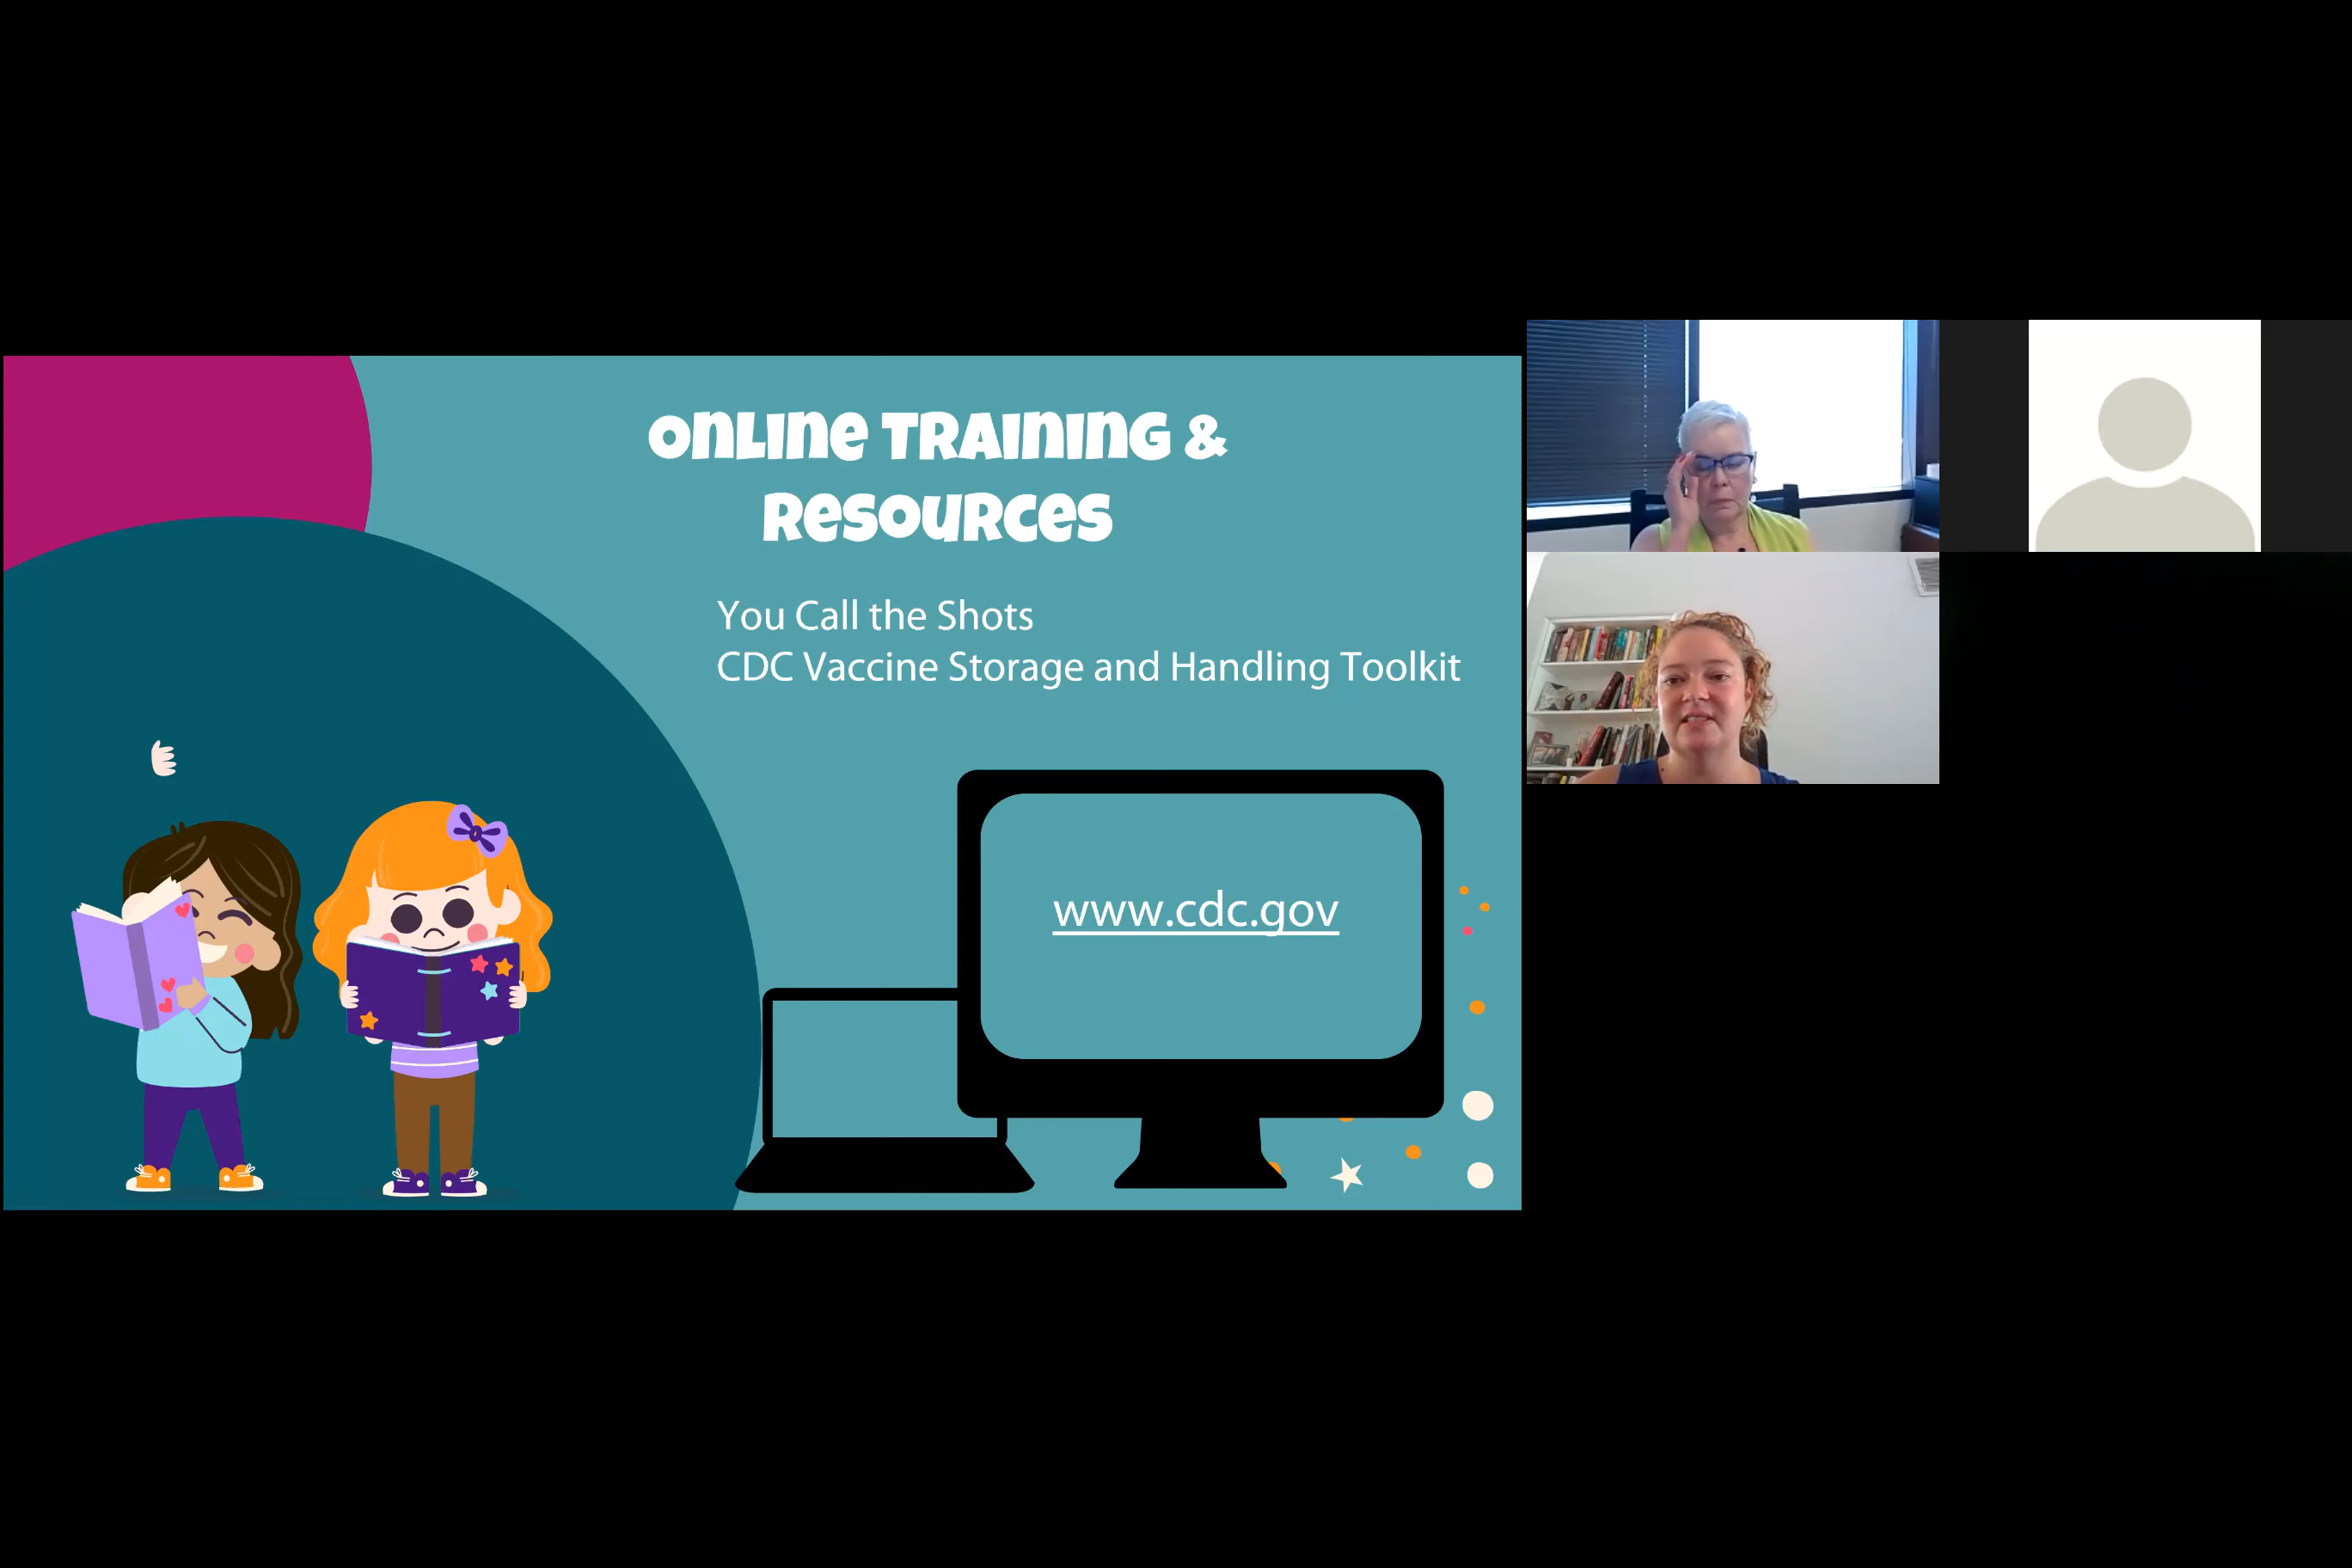 Online Training &
Resources
You Call the Shots
CDC Vaccine Storage and Handling Toolkit
www.cdc.gov